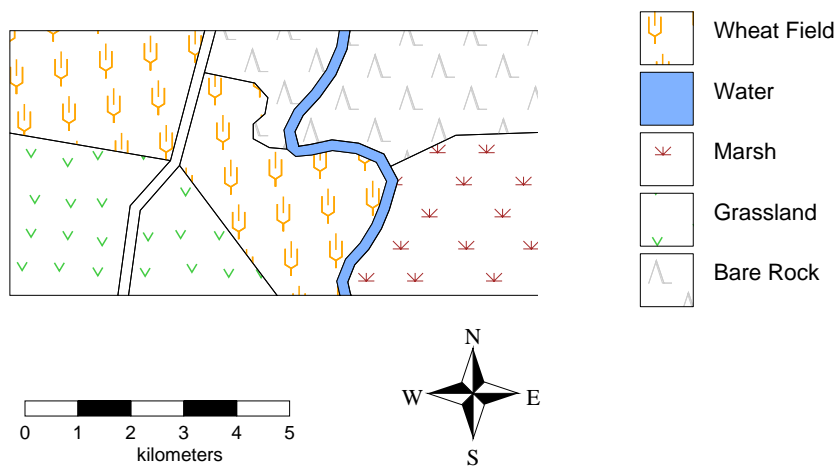 Wheat Field
Water
Marsh
Grassland
Bare Rock
N
W E
S
0 1 2 3 4 5
kilometers